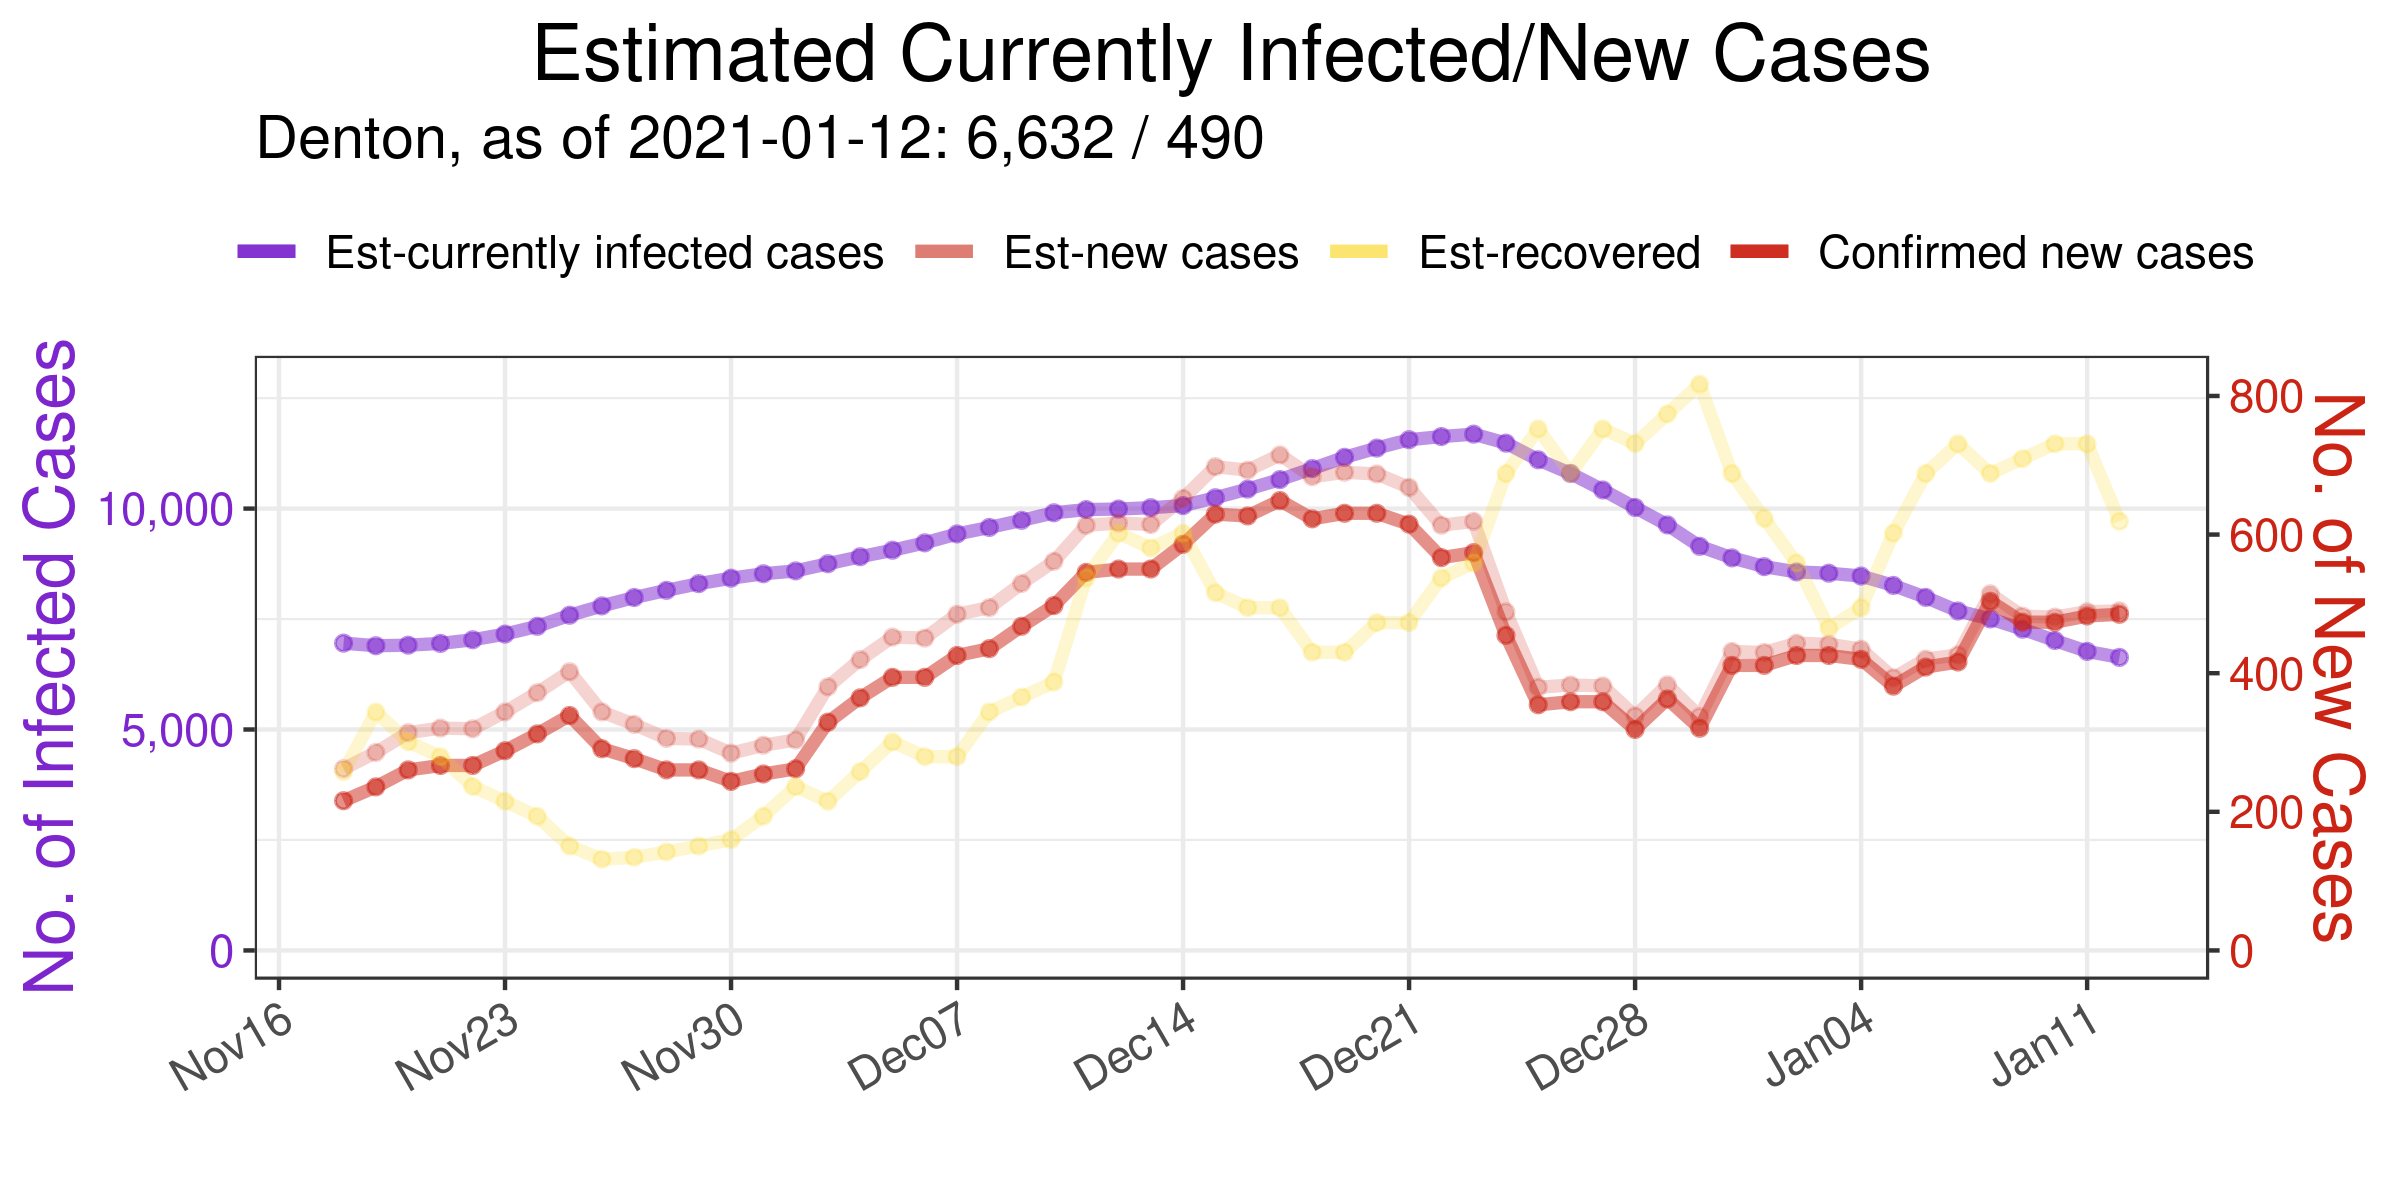 Estimated Currently Infected/New Cases
Denton, as of 2021-01-12: 6,632 / 490
Est-currently infected cases Est-new cases Est-recovered Confirmed new cases
No. of Infected Cases
10,000
5,000
0
800
600
400
200
0
No. of New Cases
Nov16 Nov23 Nov30 Dec07 Dec14 Dec21 Dec28 Jan04 Jan11